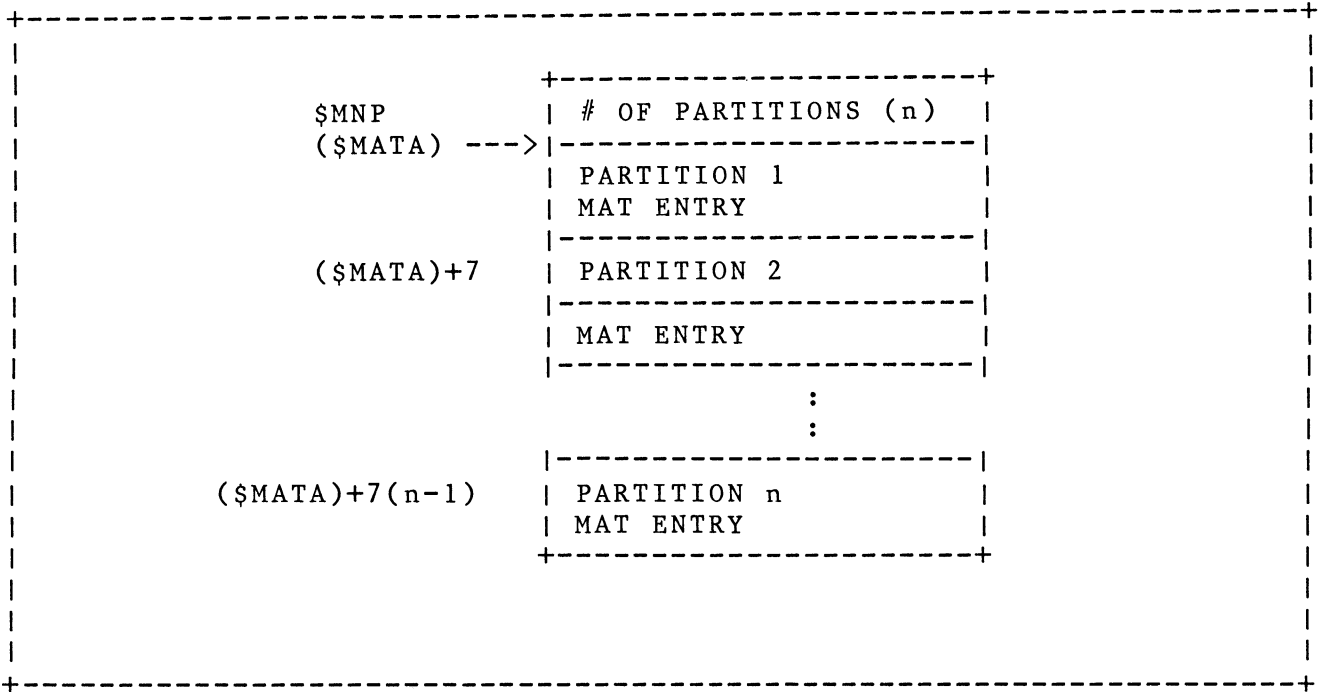 $MNP # OF PARTITIONS (n)
($MATA) --->
PARTITION 1
MAT ENTRY
($MATA)+7 PARTITION 2
MAT ENTRY
:
:
($MATA)+7(n-1) PARTITION n
MAT ENTRY